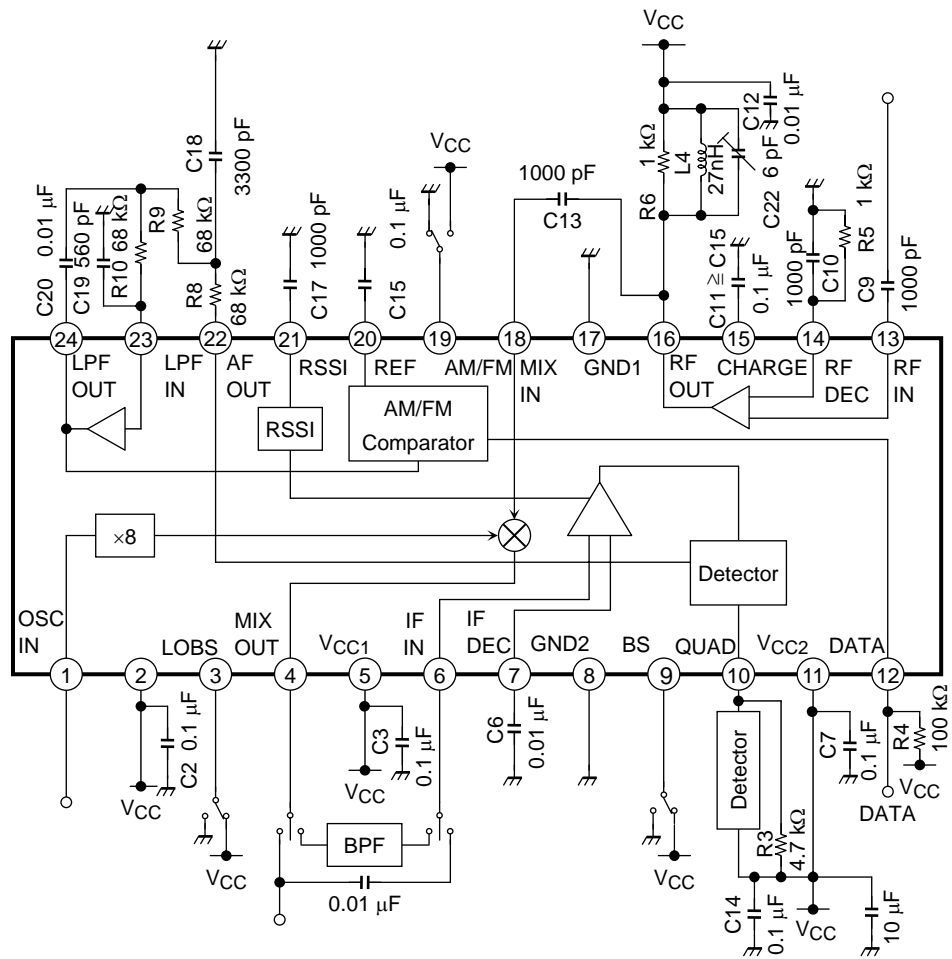 VCC
VCC
C18
3300 pF
C12
0.01 μF
1 kΩ
R6
L4
27nH
6 pF
C22
1000 pF
C13
C20
0.01 μF
C19
560 pF
R10
68 kΩ
R9
68 kΩ
R8
68 kΩ
C17
1000 pF
C15
0.1 μF
C11 ≥ C15
0.1 μF
1000 pF
C10
R5
1 kΩ
C9
1000 pF
24
23
22
21
20
19
18
17
16
15
14
13
LPF OUT
LPF IN
AF OUT
RSSI
REF
AM/FM
MIX IN
GND1
RF OUT
CHARGE
RF DEC
RF IN
RSSI
AM/FM
Comparator
×8
Detector
OSC IN
LOBS
MIX OUT
VCC1
IF IN
IF DEC
GND2
BS
QUAD
VCC2
DATA
1
2
3
4
5
6
7
8
9
10
11
12
C2
0.1 μF
VCC
VCC
C3
0.1 μF
VCC
BPF
0.01 μF
C6
0.01 μF
VCC
Detector
R3
4.7 kΩ
C14
0.1 μF
VCC
10 μF
C7
0.1 μF
R4
100 kΩ
VCC
DATA